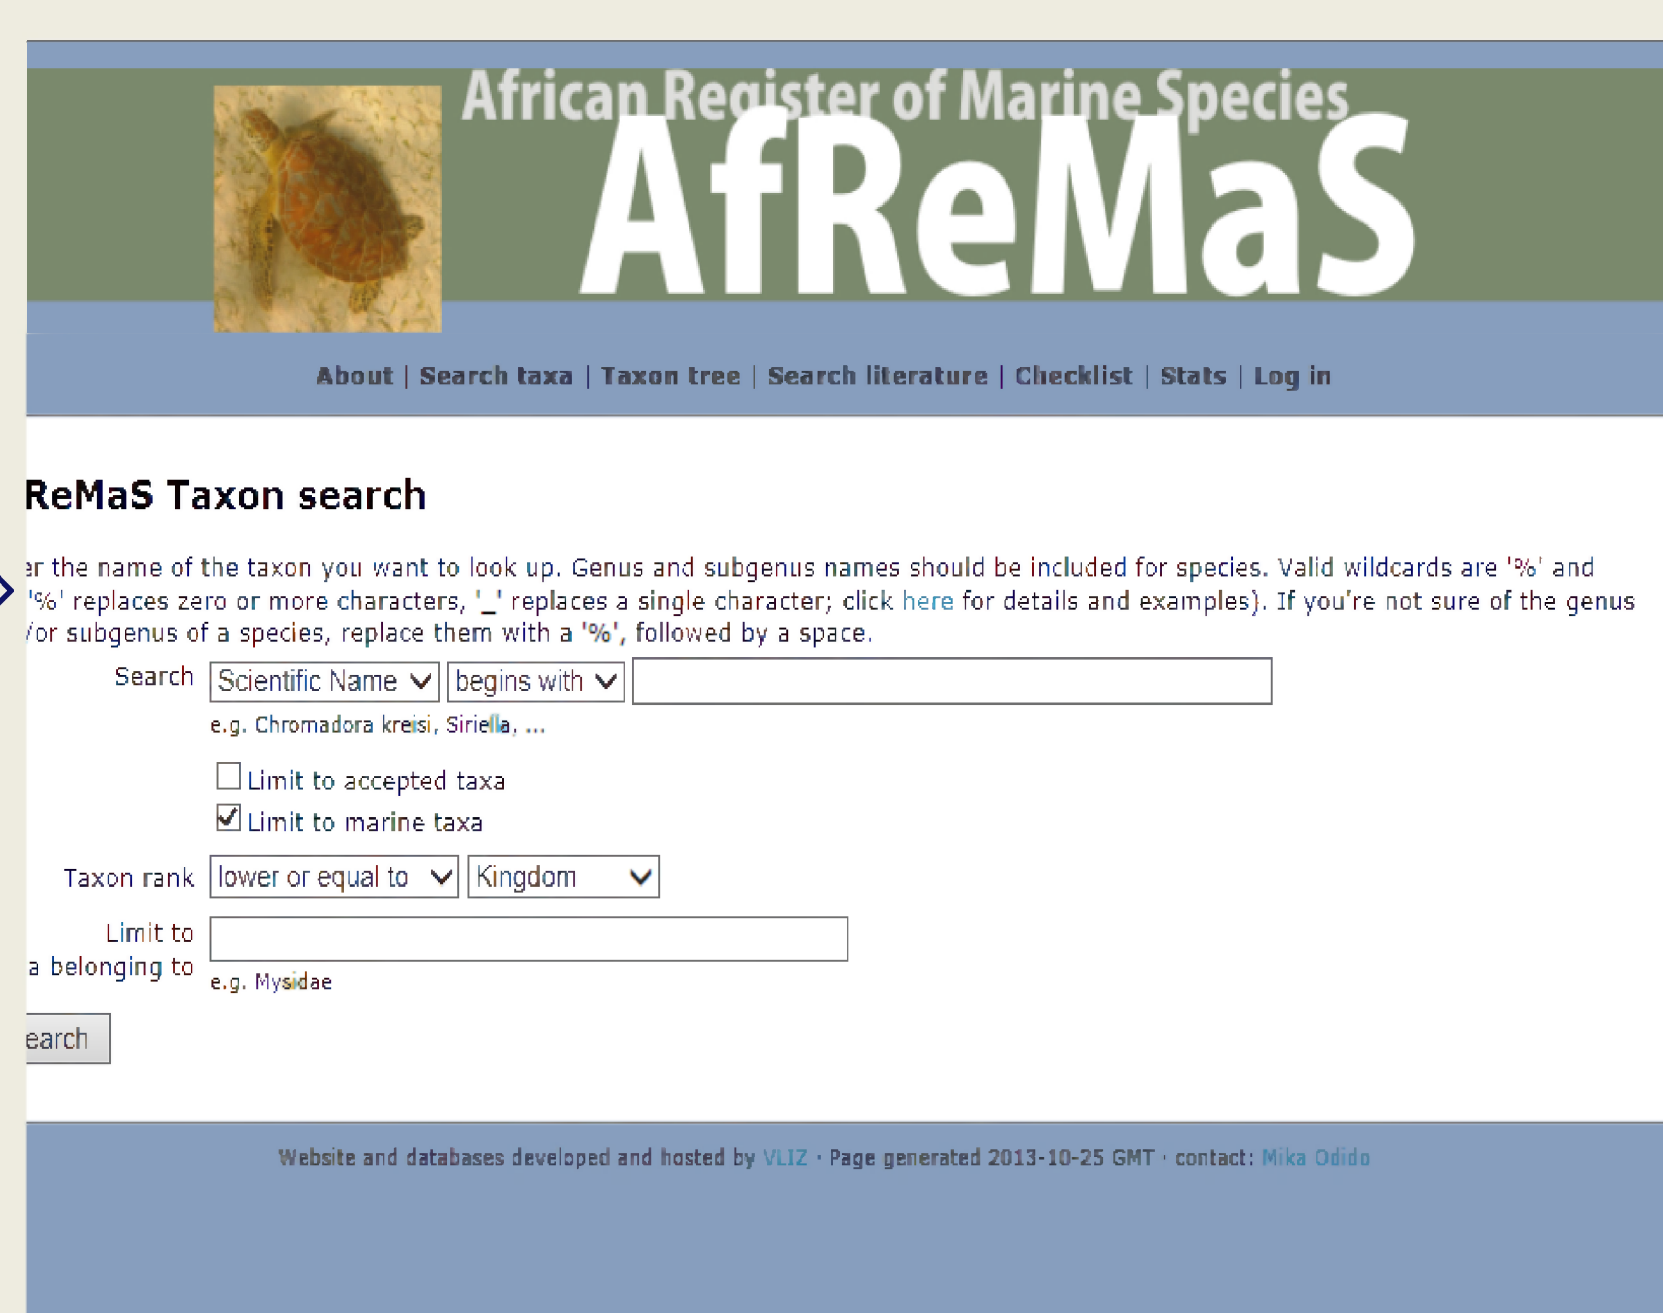 African Register of Marine Species
AfReMaS
About | Search taxa | Taxon tree | Search literature | Checklist | Stats | Log in
ReMaS Taxon search
er the name of the taxon you want to look up. Genus and subgenus names should be included for species. Valid wildcards are '%' and
'%' replaces zero or more characters, '_' replaces a single character; click here for details and examples}. If you're not sure of the genus
/or subgenus of a species, replace them with a '%', followed by a space.
Search Scientific Name begins with
e.g. Chromadora kreisi, Siriella, ...
Limit to accepted taxa
Limit to marine taxa
Taxon rank lower or equal to Kingdom
Limit to
a belonging to
e.g. Mysidae
earch
Website and databases developed and hosted by VLIZ · Page generated 2013-10-25 GMT · contact: Mika Odido